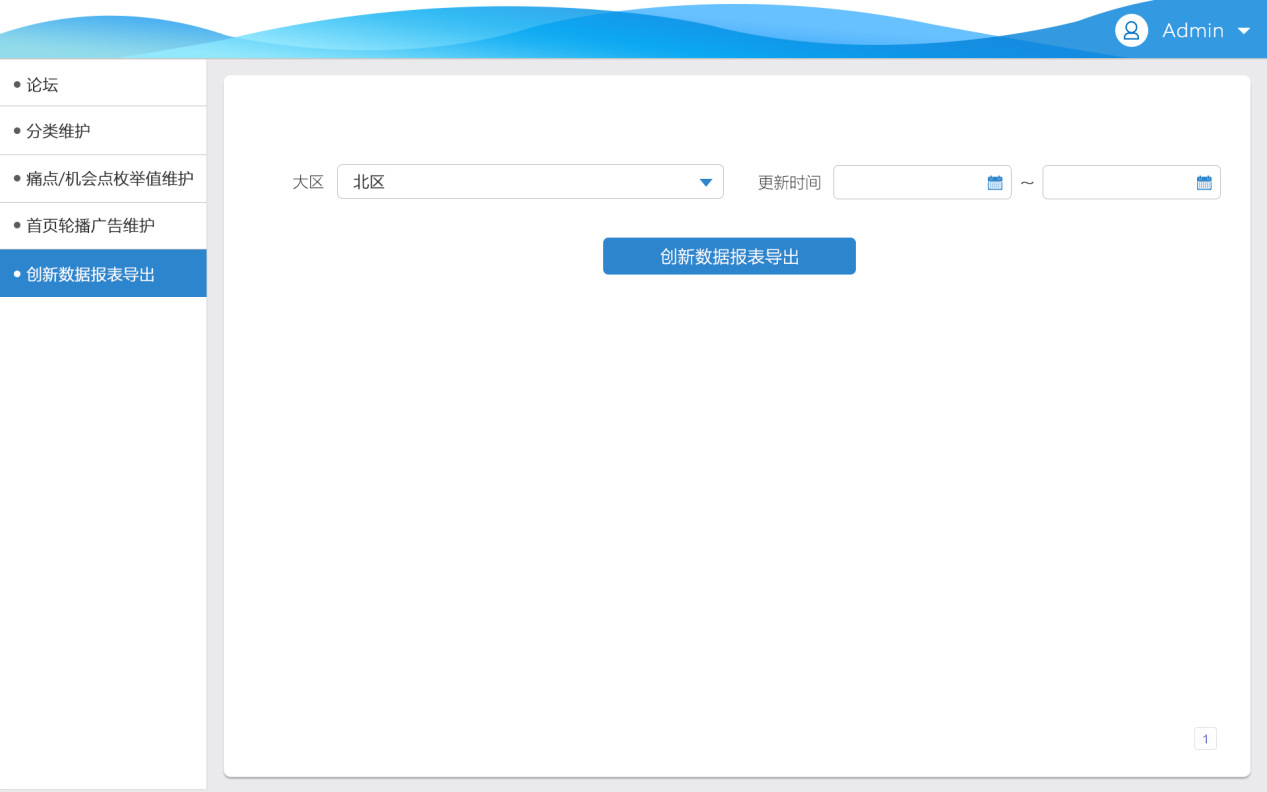 Admin
论坛
分类维护
痛点/机会点枚举值维护
首页轮播广告维护
创新数据报表导出
大区 北区 更新时间 ~
创新数据报表导出
1